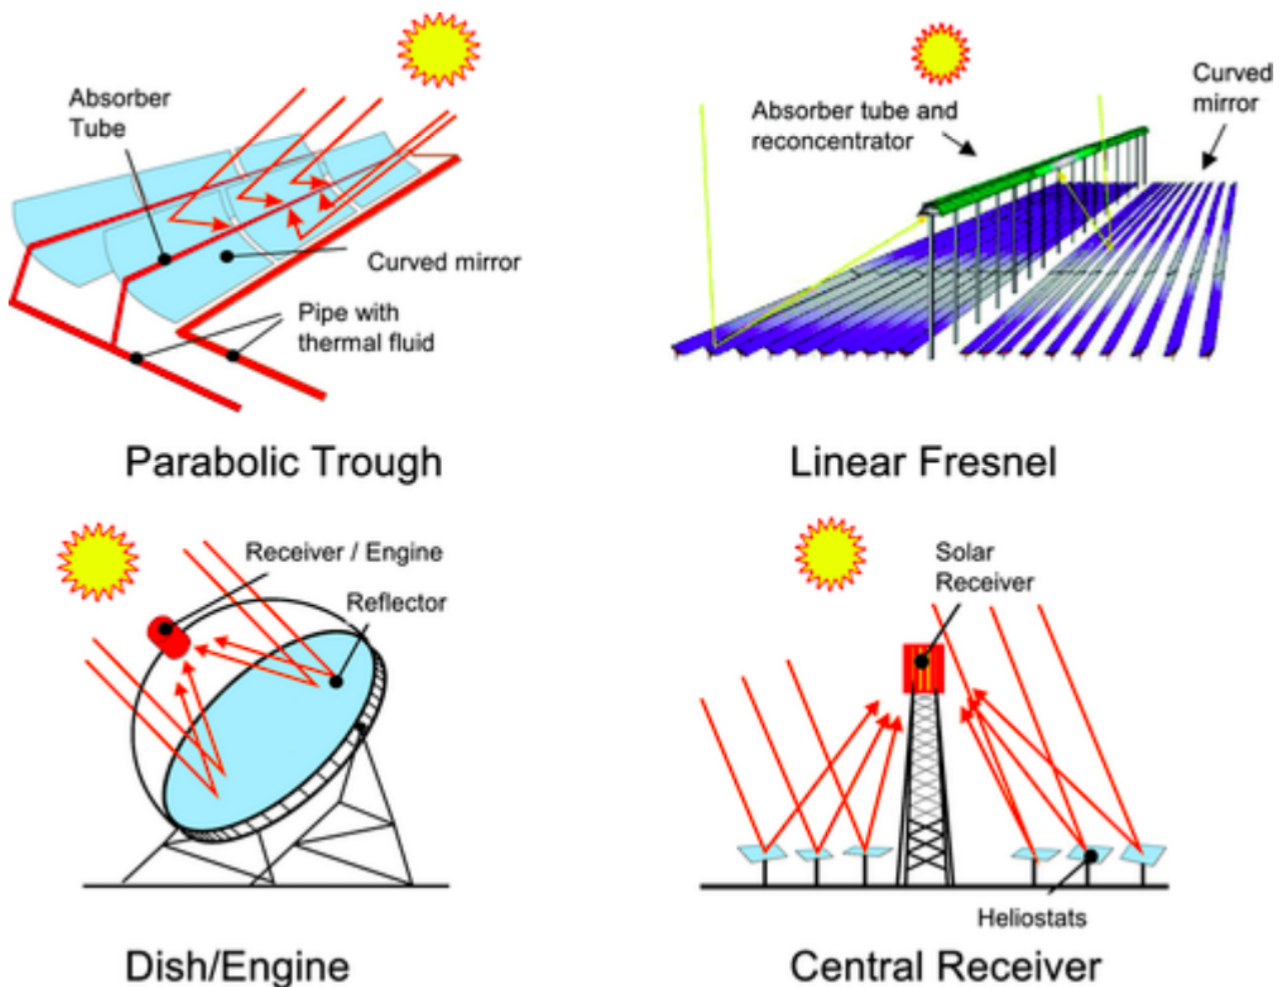 Absorber
Tube
Curved mirror
Pipe with
thermal fluid
Parabolic Trough
Absorber tube and
reconcentrator
Curved
mirror
Linear Fresnel
Receiver / Engine
Reflector
Dish/Engine
Solar
Receiver
Heliostats
Central Receiver